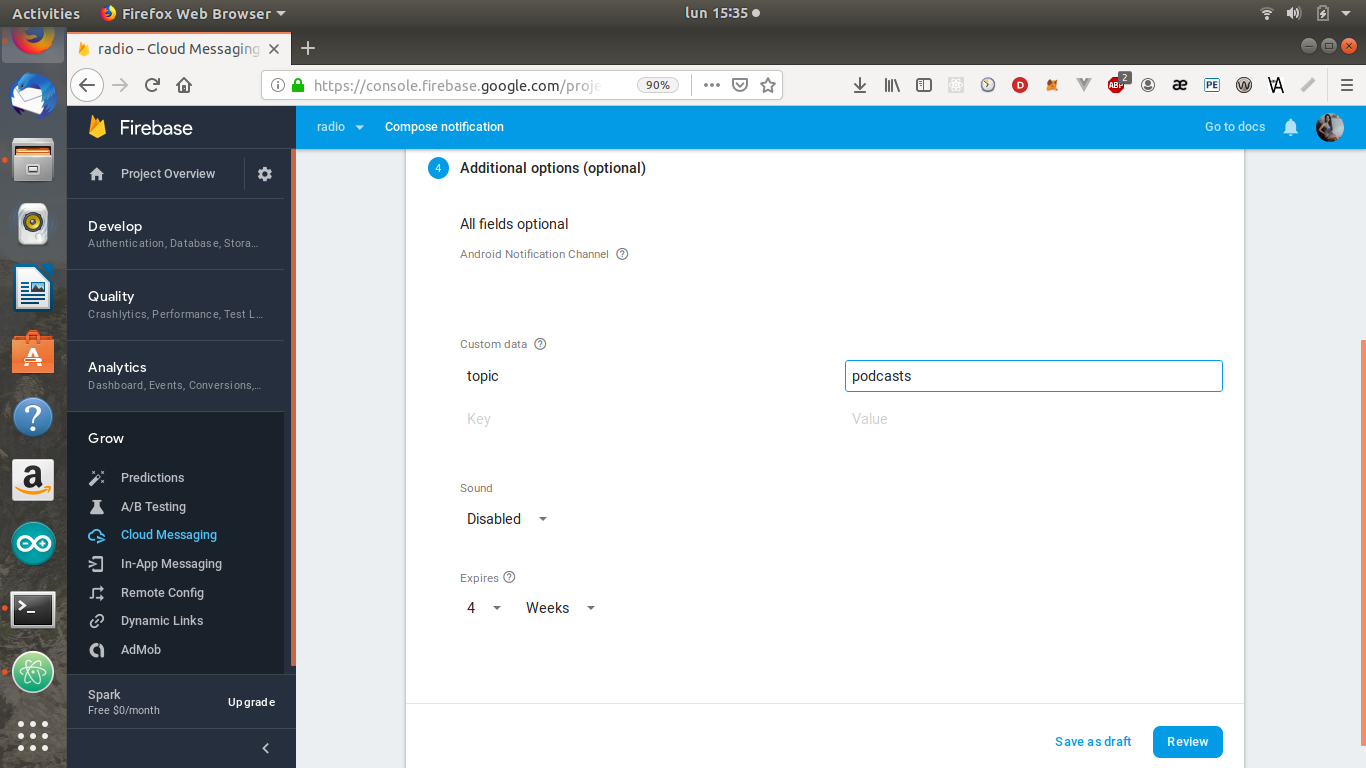 Activities Firefox Web Browser lun 15:35
radio – Cloud Messaging
https://console.firebase.google.com/proje 90%
2
ABP
PE
Firebase
radio Compose notification Go to docs
Project Overview
Develop
Authentication, Database, Stora...
Quality
Crashlytics, Performance, Test L...
Analytics
Dashboard, Events, Conversions,...
Grow
Predictions
A/B Testing
Cloud Messaging
In-App Messaging
Remote Config
Dynamic Links
AdMob
Spark
Free $0/month
Upgrade
4 Additional options (optional)
All fields optional
Android Notification Channel ?
Custom data ?
topic podcasts
Key Value
Sound
Disabled
Expires ?
4 Weeks
Save as draft Review